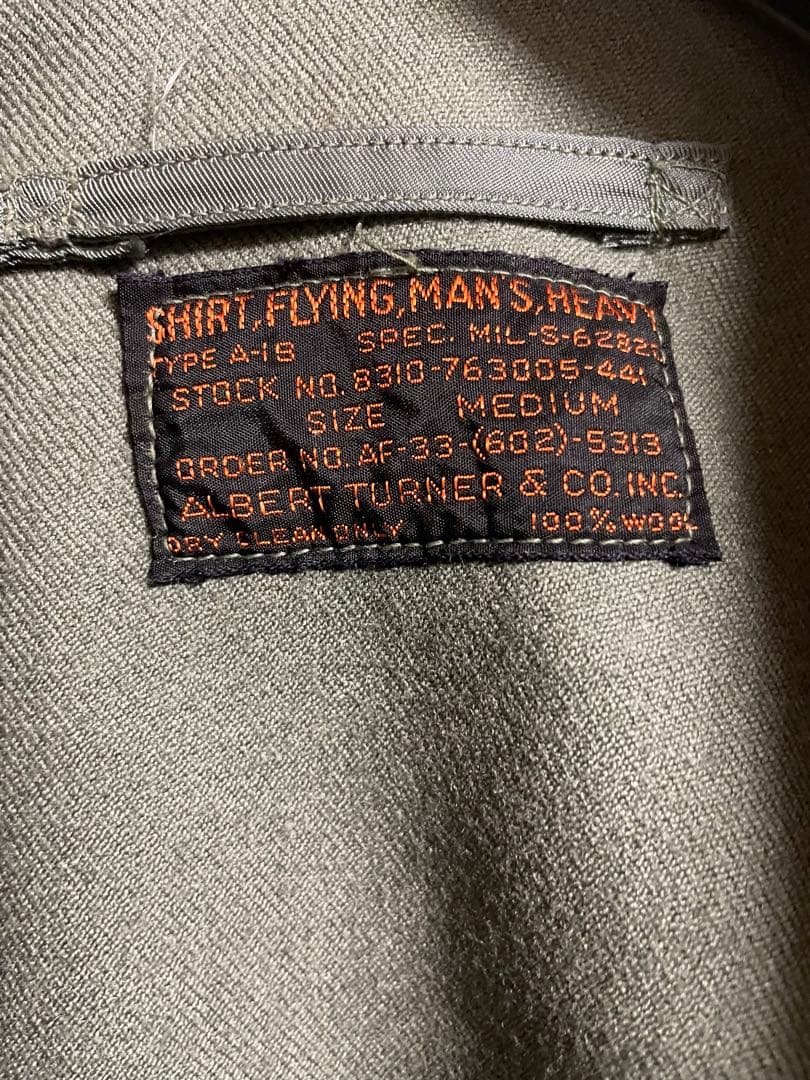 SHIRT, FLYING, MAN'S, HEAVY
TYPE A-1B SPEC. MIL-S-6282
STOCK NO. 8310-763005-441
SIZE MEDIUM
ORDER NO. AF-33-(602)-5313
ALBERT TURNER & CO. INC.
DRY CLEAN ONLY 100% WOOL